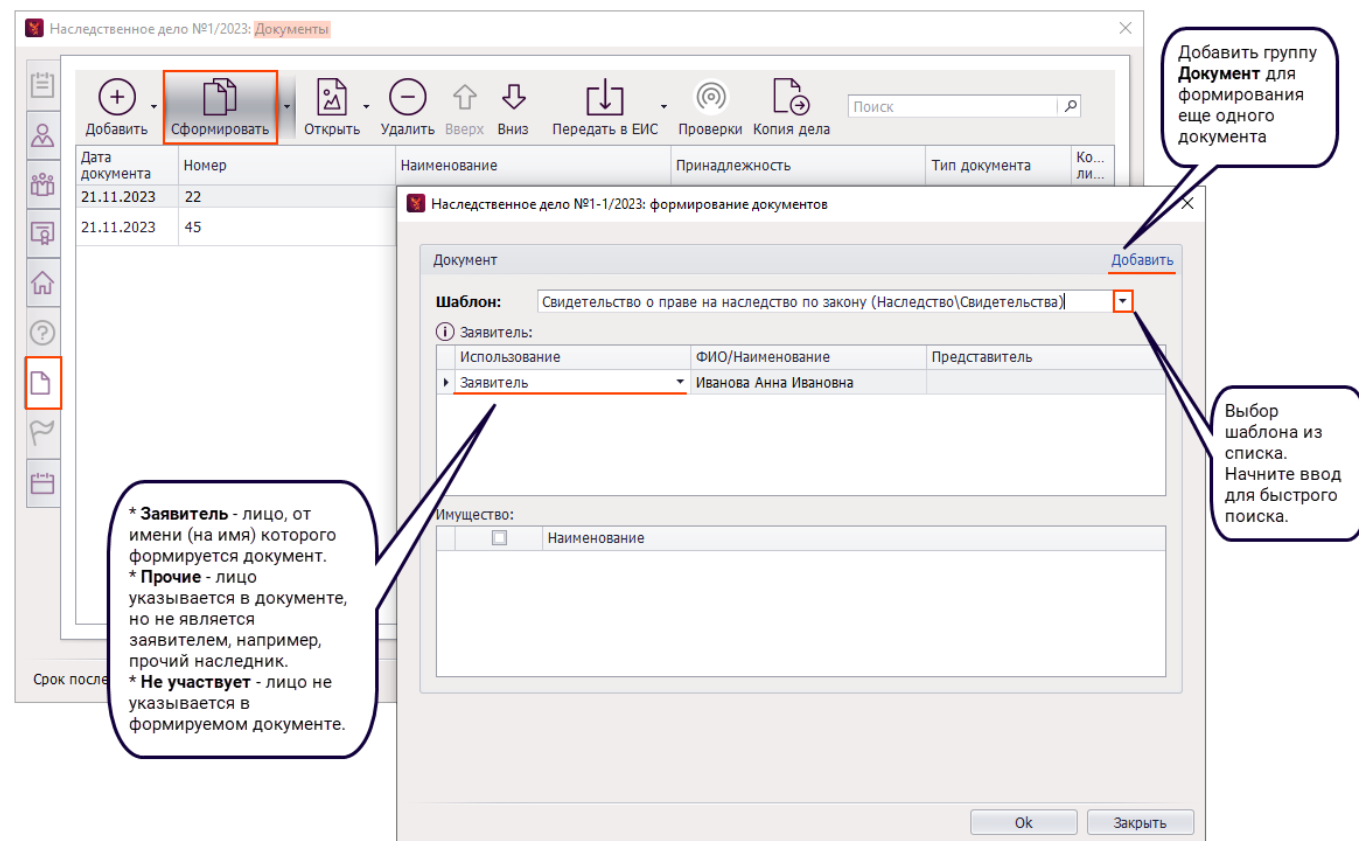 Наследственное дело №1/2023: Документы
Добавить
Сформировать
Открыть
Удалить
Вверх
Вниз
Передать в ЕИС
Проверки
Копия дела
Поиск
Дата
документа
Номер
Наименование
Принадлежность
Тип документа
Ко...
ли...
21.11.2023
22
21.11.2023
45
Срок после
Наследственное дело №1-1/2023: формирование документов
Документ
Добавить
Шаблон:
Свидетельство о праве на наследство по закону (Наследство\Свидетельства)
Заявитель:
Использование
ФИО/Наименование
Представитель
Заявитель
Иванова Анна Ивановна
Имущество:
Наименование
Ok
Закрыть
Добавить группу
Документ для
формирования
еще одного
документа
Выбор
шаблона из
списка.
Начните ввод
для быстрого
поиска.
* Заявитель - лицо, от
имени (на имя) которого
формируется документ.
* Прочие - лицо
указывается в документе,
но не является
заявителем, например,
прочий наследник.
* Не участвует - лицо не
указывается в
формируемом документе.